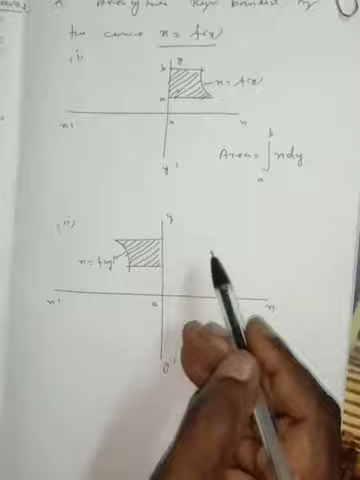 the curve x = f(x)
(i)
y
b
x = f(x)
a
x' o x
y'
Area = ∫ x dy
b
a
(ii)
y
x = f(y)
x' o x
y'